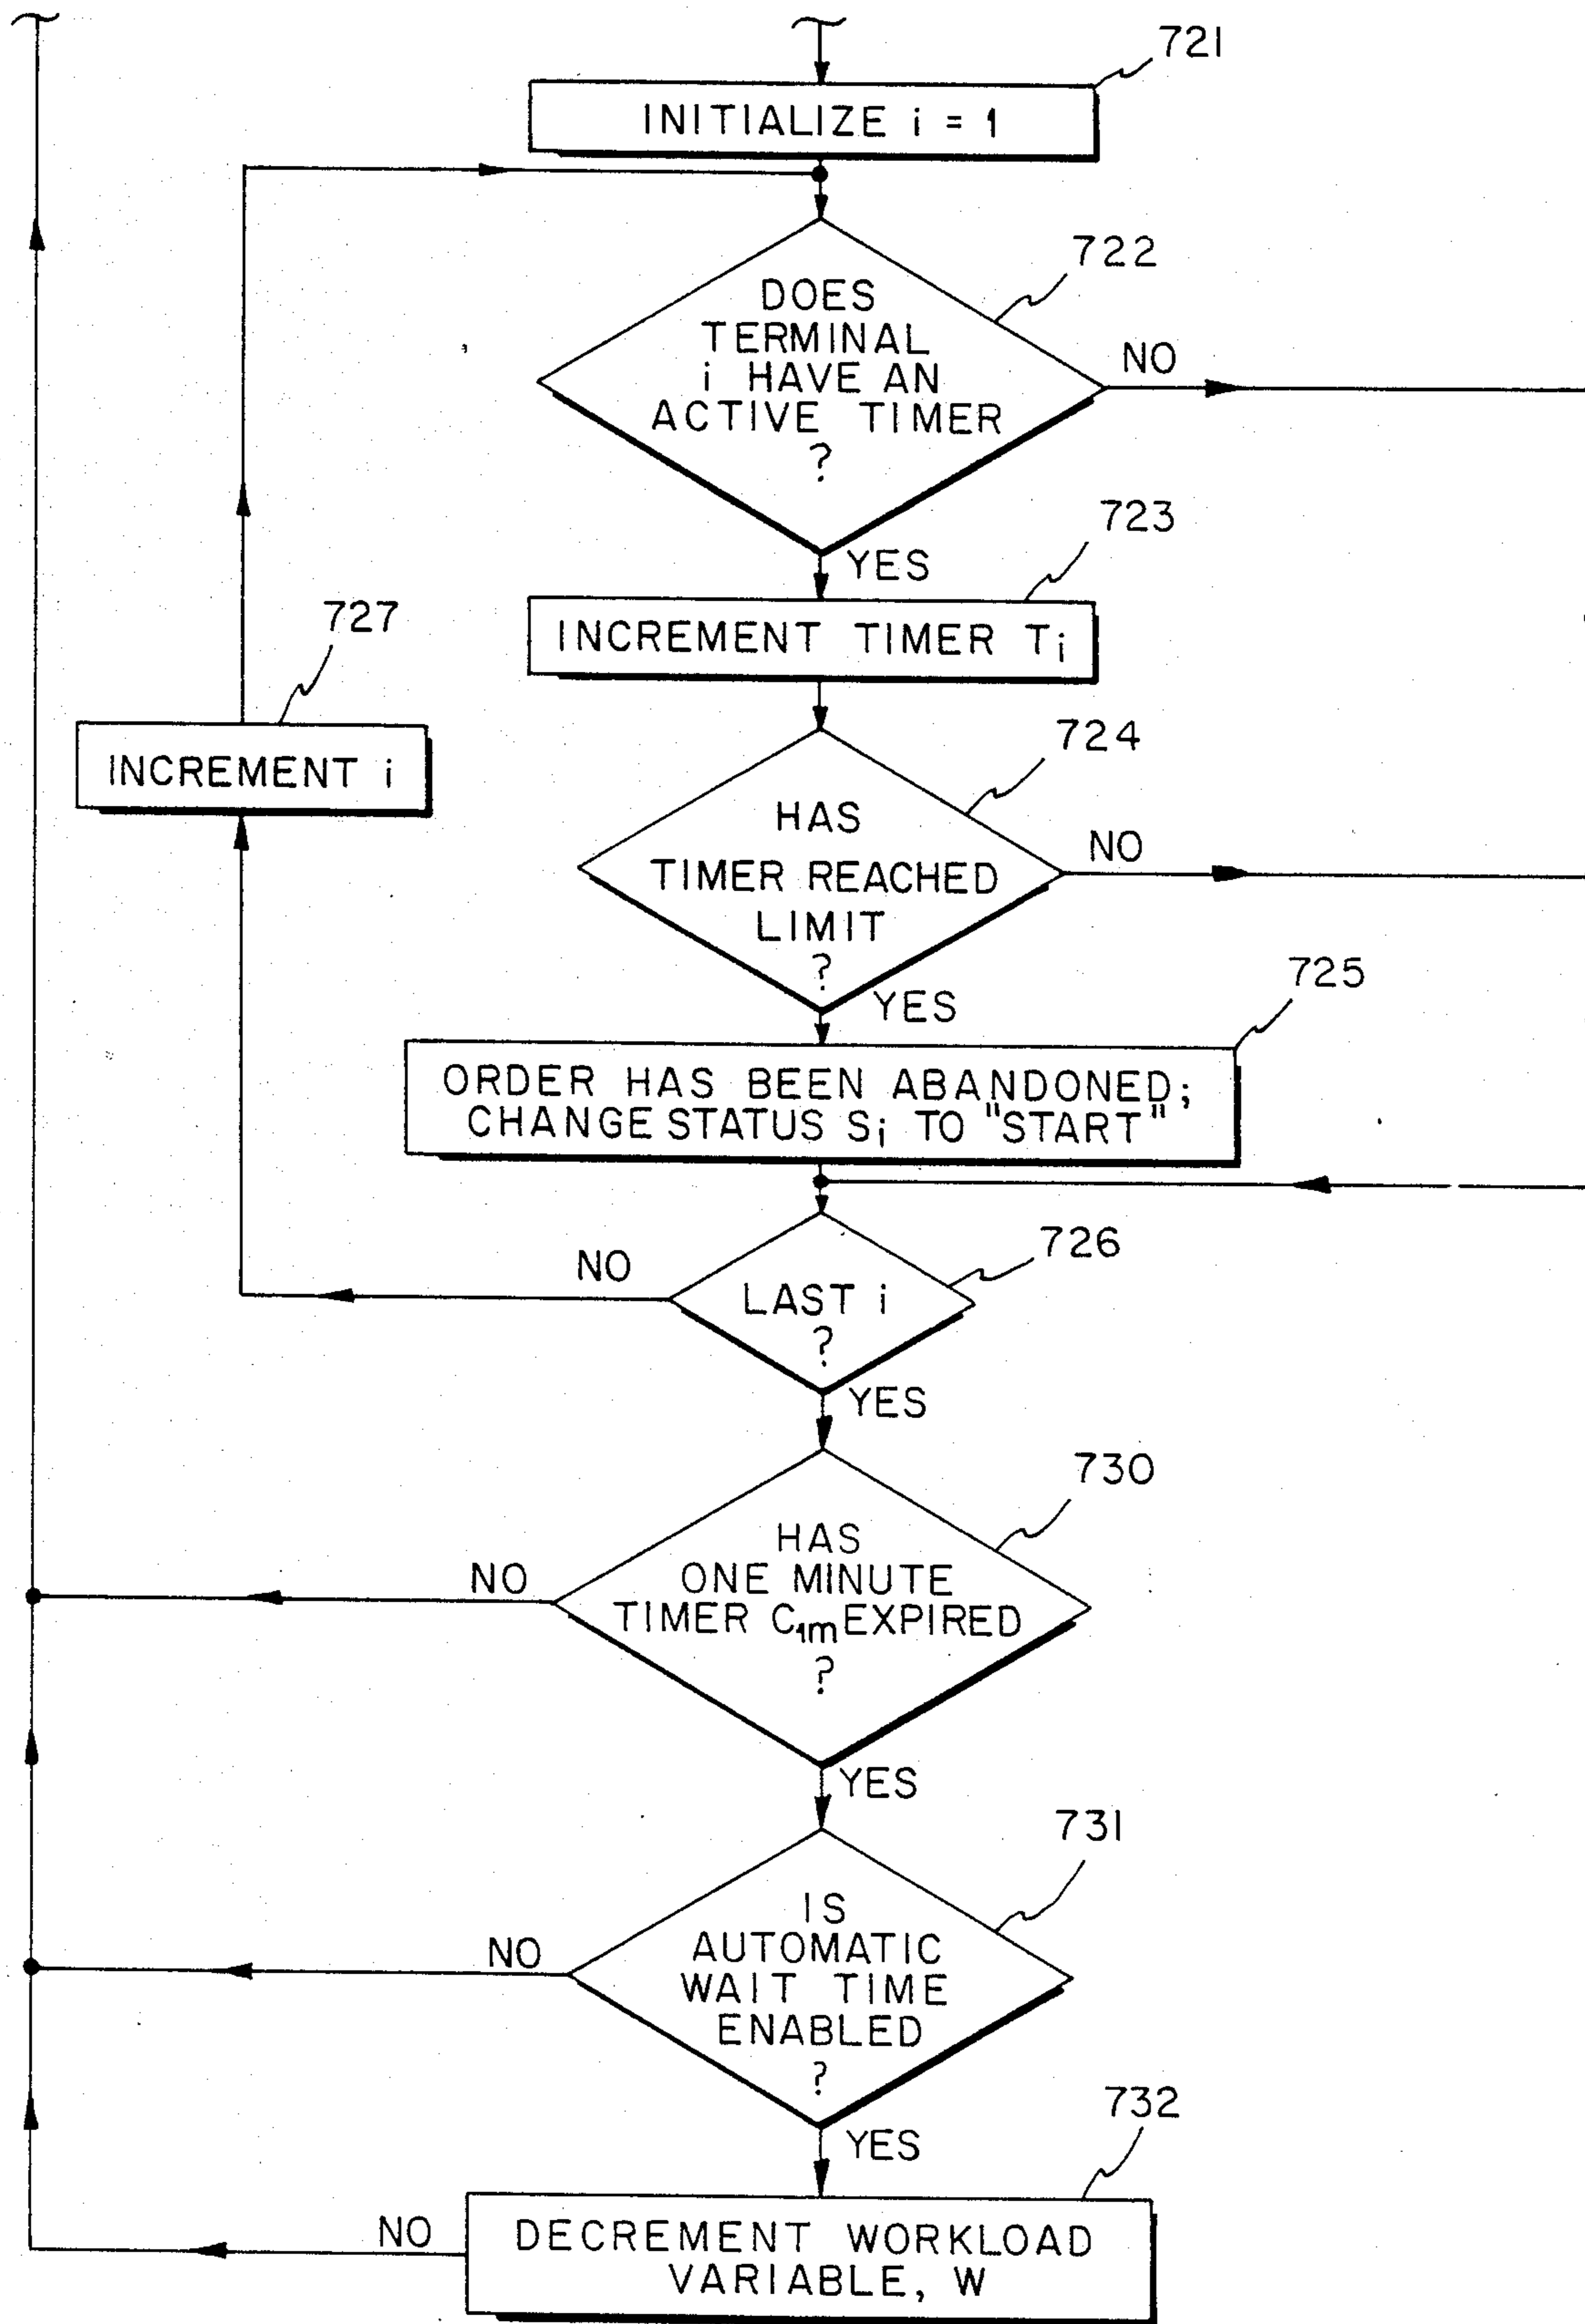 721
INITIALIZE i = 1
722
DOES
TERMINAL
i HAVE AN
ACTIVE TIMER
?
NO
YES
723
INCREMENT TIMER Ti
727
INCREMENT i
724
HAS
TIMER REACHED
LIMIT
?
NO
YES
725
ORDER HAS BEEN ABANDONED;
CHANGE STATUS Si TO "START"
726
LAST i
?
NO
YES
730
HAS
ONE MINUTE
TIMER C1m EXPIRED
?
NO
YES
731
IS
AUTOMATIC
WAIT TIME
ENABLED
?
NO
YES
732
DECREMENT WORKLOAD
VARIABLE, W
NO